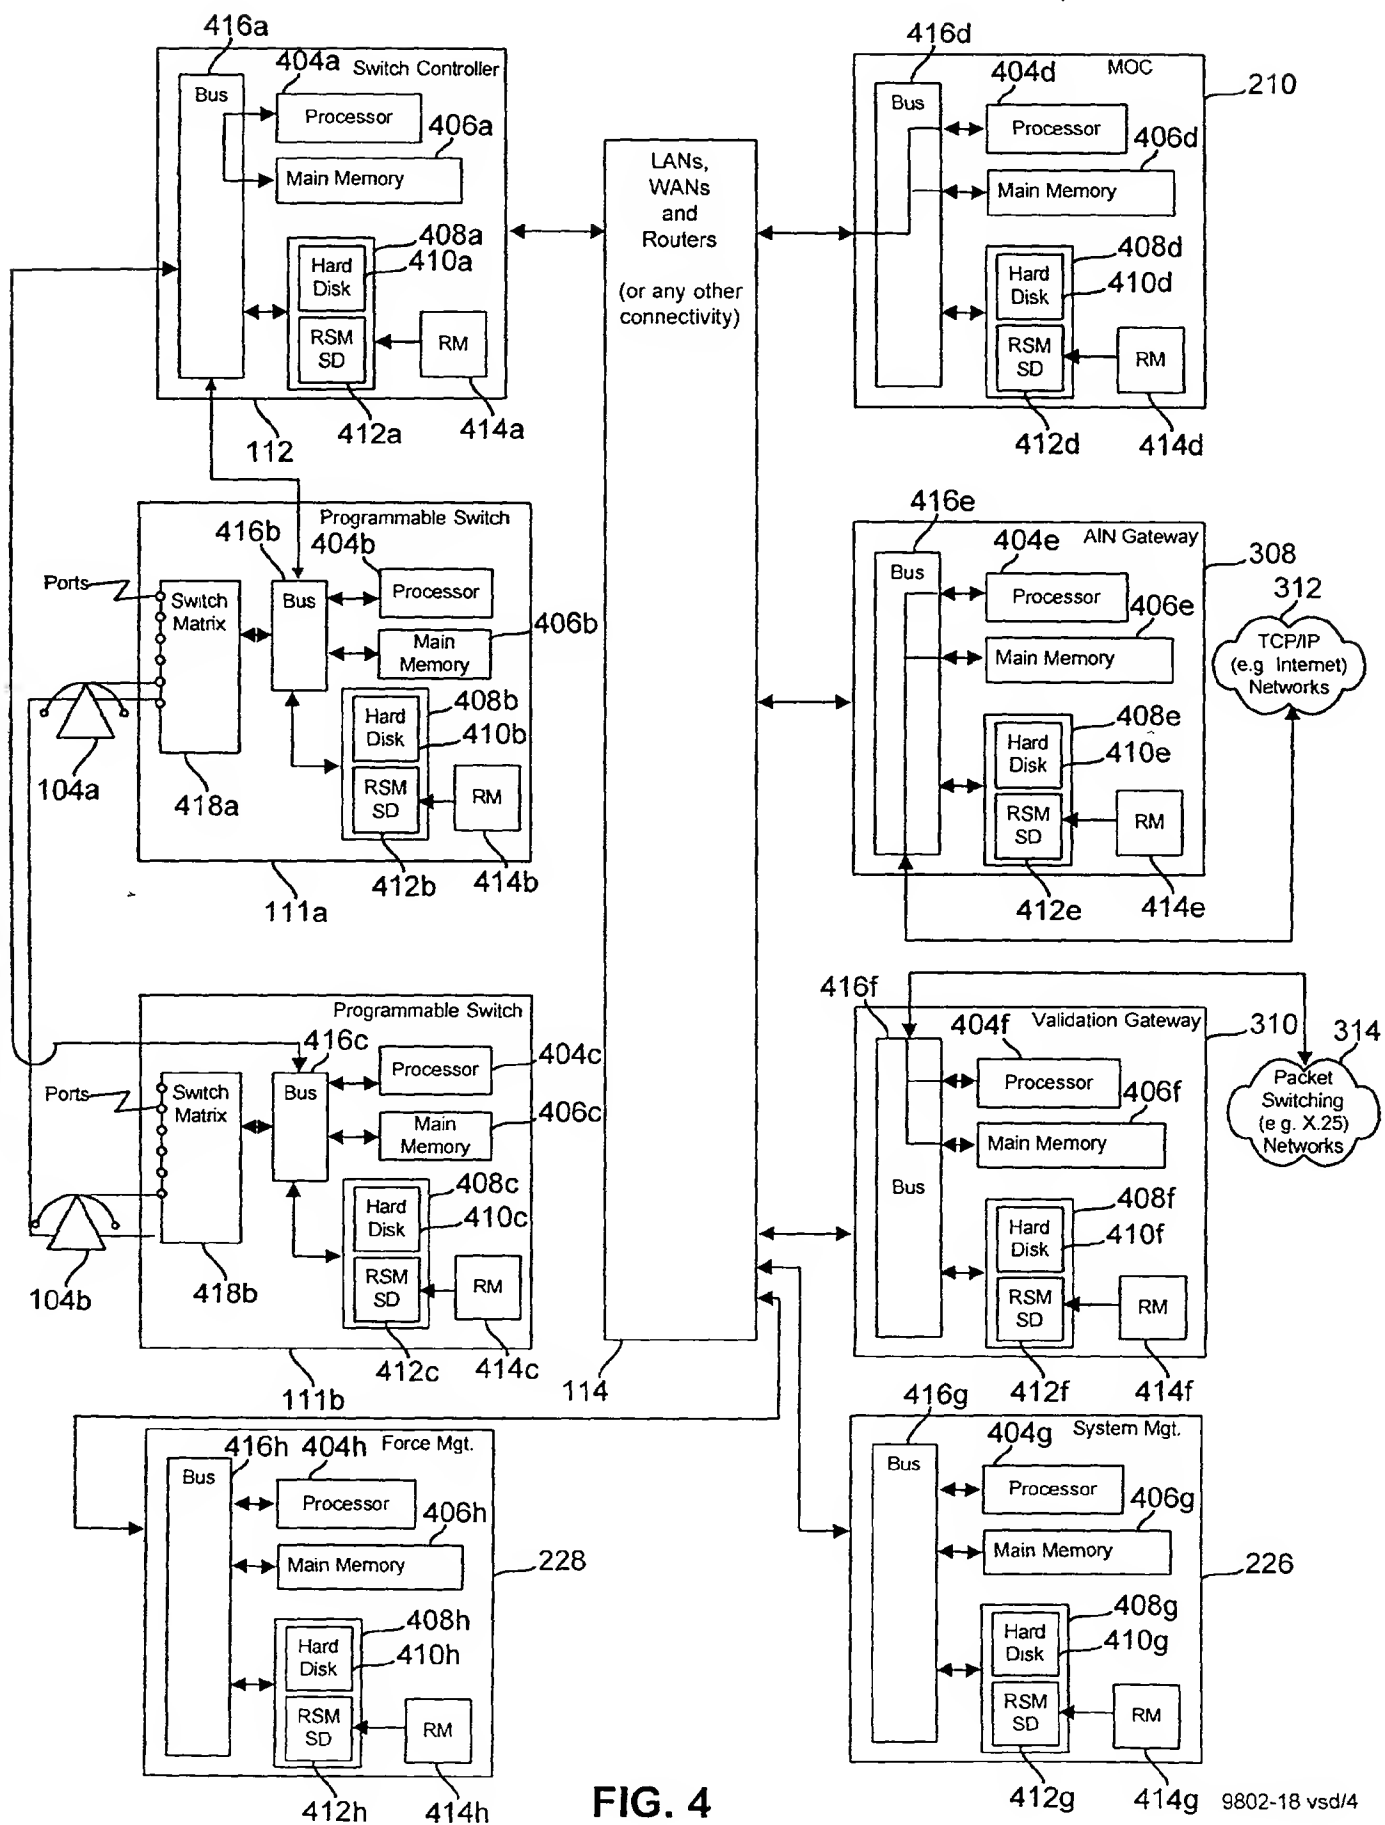 416a
404a
Switch Controller
Bus
Processor
406a
Main Memory
408a
410a
Hard
Disk
RSM
SD
RM
412a
414a
112
LANs,
WANs
and
Routers
(or any other
connectivity)
114
416d
404d
MOC
210
Bus
Processor
406d
Main Memory
408d
Hard
Disk
410d
RSM
SD
RM
412d
414d
Programmable Switch
416b
404b
Ports
Switch
Matrix
Bus
Processor
406b
Main
Memory
408b
Hard
Disk
410b
RSM
SD
RM
104a
418a
412b
414b
111a
416e
404e
AIN Gateway
308
Bus
Processor
406e
Main Memory
408e
Hard
Disk
410e
RSM
SD
RM
412e
414e
312
TCP/IP
(e.g Internet)
Networks
Programmable Switch
416c
404c
Ports
Switch
Matrix
Bus
Processor
406c
Main
Memory
408c
Hard
Disk
410c
RSM
SD
RM
104b
418b
412c
414c
111b
416f
404f
Validation Gateway
310
Processor
406f
Main Memory
Bus
408f
Hard
Disk
410f
RSM
SD
RM
412f
414f
314
Packet
Switching
(e g. X.25)
Networks
416h
404h
Force Mgt.
Bus
Processor
406h
Main Memory
228
408h
Hard
Disk
410h
RSM
SD
RM
412h
414h
416g
404g
System Mgt.
Bus
Processor
406g
Main Memory
226
408g
Hard
Disk
410g
RSM
SD
RM
412g
414g
FIG. 4
9802-18 vsd/4